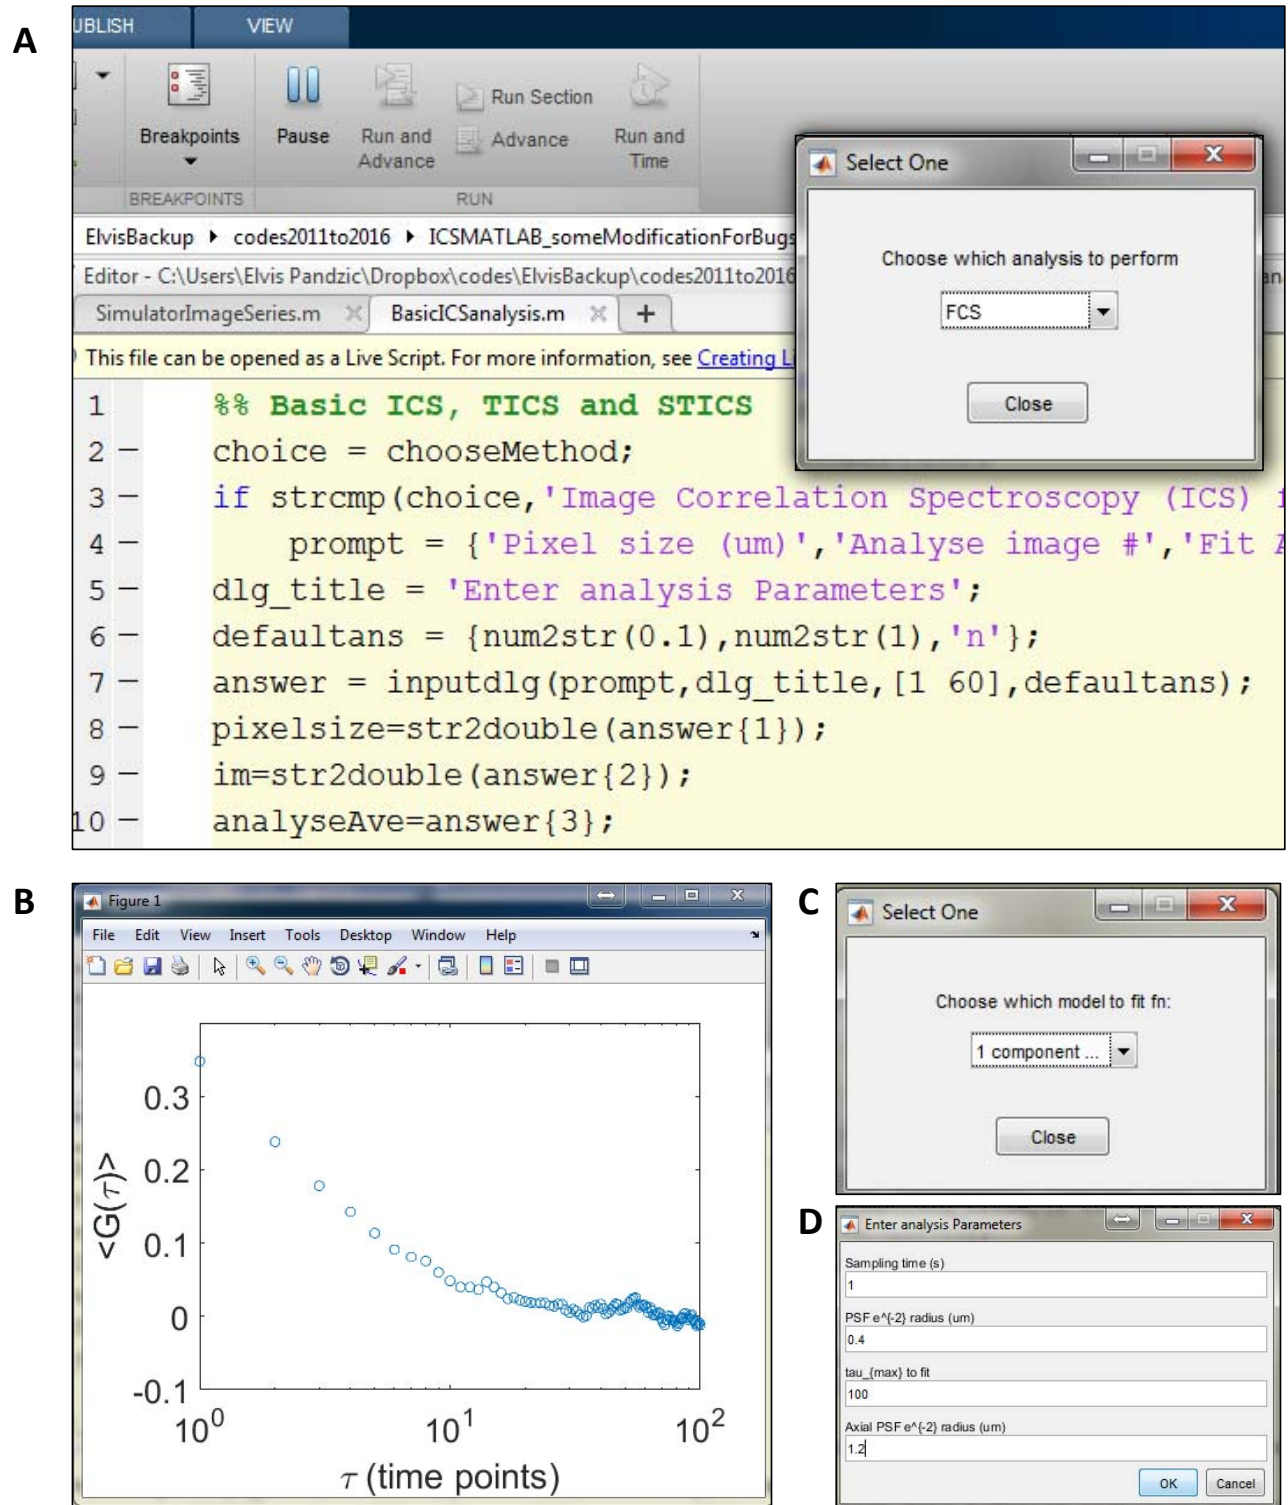 A
UBLISH
VIEW
Breakpoints
Pause
Run and
Advance
Run Section
Advance
Run and
Time
BREAKPOINTS
RUN
Select One
Choose which analysis to perform
FCS
Close
ElvisBackup ▸ codes2011to2016 ▸ ICSMATLAB_someModificationForBugs
Editor - C:\Users\Elvis Pandzic\Dropbox\codes\ElvisBackup\codes2011to2016
SimulatorImageSeries.m
BasicICSanalysis.m
+
This file can be opened as a Live Script. For more information, see Creating Li
1 %% Basic ICS, TICS and STICS
2 — choice = chooseMethod;
3 — if strcmp(choice,'Image Correlation Spectroscopy (ICS)
4 — prompt = {'Pixel size (um)','Analyse image #','Fit A
5 — dlg_title = 'Enter analysis Parameters';
6 — defaultans = {num2str(0.1),num2str(1),'n'};
7 — answer = inputdlg(prompt,dlg_title,[1 60],defaultans);
8 — pixelsize=str2double(answer{1});
9 — im=str2double(answer{2});
10 — analyseAve=answer{3};
B
Figure 1
File Edit View Insert Tools Desktop Window Help
<G(τ)>
0.3
0.2
0.1
0
-0.1
10^0
10^1
10^2
τ (time points)
C
Select One
Choose which model to fit fn:
1 component ...
Close
D
Enter analysis Parameters
Sampling time (s)
1
PSF e^{-2} radius (um)
0.4
tau_{max} to fit
100
Axial PSF e^{-2} radius (um)
1.2
OK
Cancel